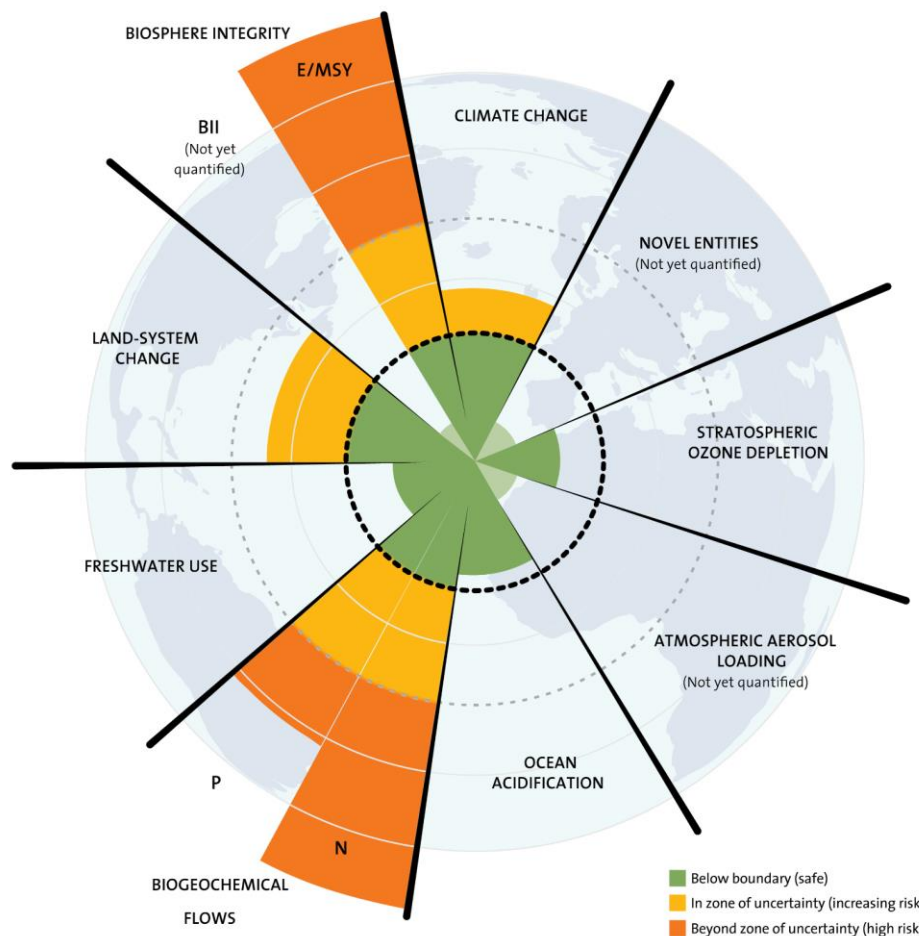 BIOSPHERE INTEGRITY
E/MSY
CLIMATE CHANGE
BII
(Not yet
quantified)
NOVEL ENTITIES
(Not yet quantified)
LAND-SYSTEM
CHANGE
STRATOSPHERIC
OZONE DEPLETION
FRESHWATER USE
ATMOSPHERIC AEROSOL
LOADING
(Not yet quantified)
OCEAN
ACIDIFICATION
P
N
BIOGEOCHEMICAL
FLOWS
Below boundary (safe)
In zone of uncertainty (increasing risk
Beyond zone of uncertainty (high risk